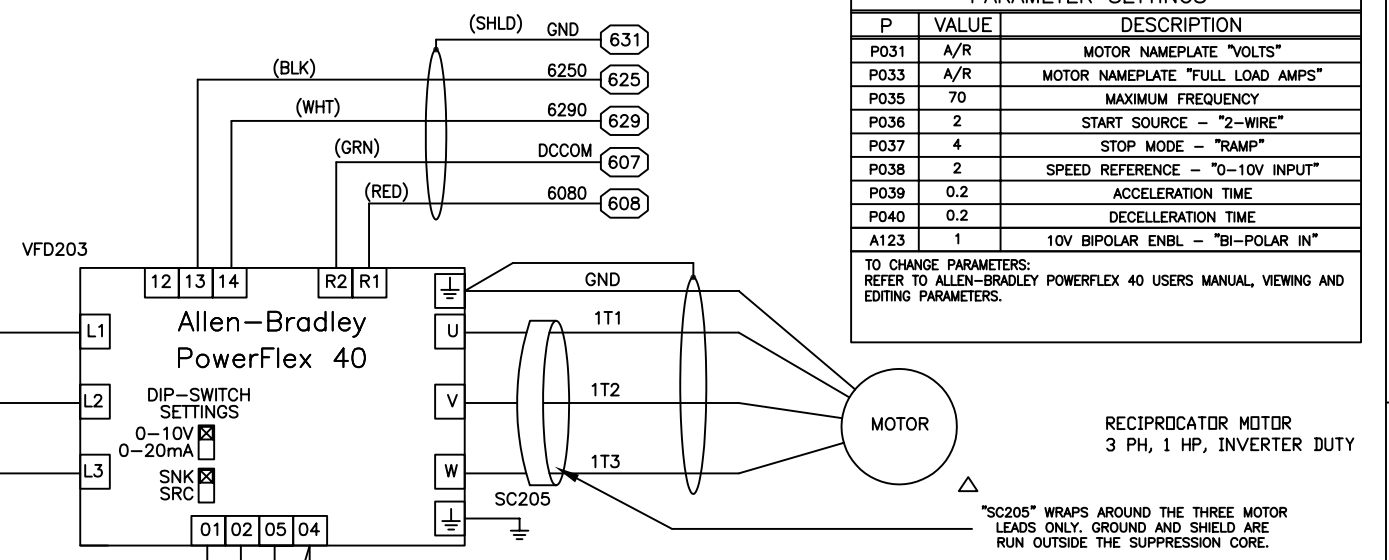 PARAMETER SETTINGS
P VALUE DESCRIPTION
P031 A/R MOTOR NAMEPLATE "VOLTS"
P033 A/R MOTOR NAMEPLATE "FULL LOAD AMPS"
P035 70 MAXIMUM FREQUENCY
P036 2 START SOURCE – "2-WIRE"
P037 4 STOP MODE – "RAMP"
P038 2 SPEED REFERENCE – "0-10V INPUT"
P039 0.2 ACCELERATION TIME
P040 0.2 DECELLERATION TIME
A123 1 10V BIPOLAR ENBL – "BI-POLAR IN"
TO CHANGE PARAMETERS:
REFER TO ALLEN-BRADLEY POWERFLEX 40 USERS MANUAL, VIEWING AND
EDITING PARAMETERS.
(SHLD) GND 631
(BLK) 6250 625
(WHT) 6290 629
(GRN) DCCOM 607
(RED) 6080 608
VFD203
12 13 14 R2 R1
GND
L1 U 1T1
Allen-Bradley
PowerFlex 40
L2 V 1T2
DIP-SWITCH
SETTINGS
0-10V
0-20mA
L3 W 1T3
SNK
SRC
SC205
01 02 05 04
MOTOR
RECIPROCATOR MOTOR
3 PH, 1 HP, INVERTER DUTY
"SC205" WRAPS AROUND THE THREE MOTOR
LEADS ONLY. GROUND AND SHIELD ARE
RUN OUTSIDE THE SUPPRESSION CORE.